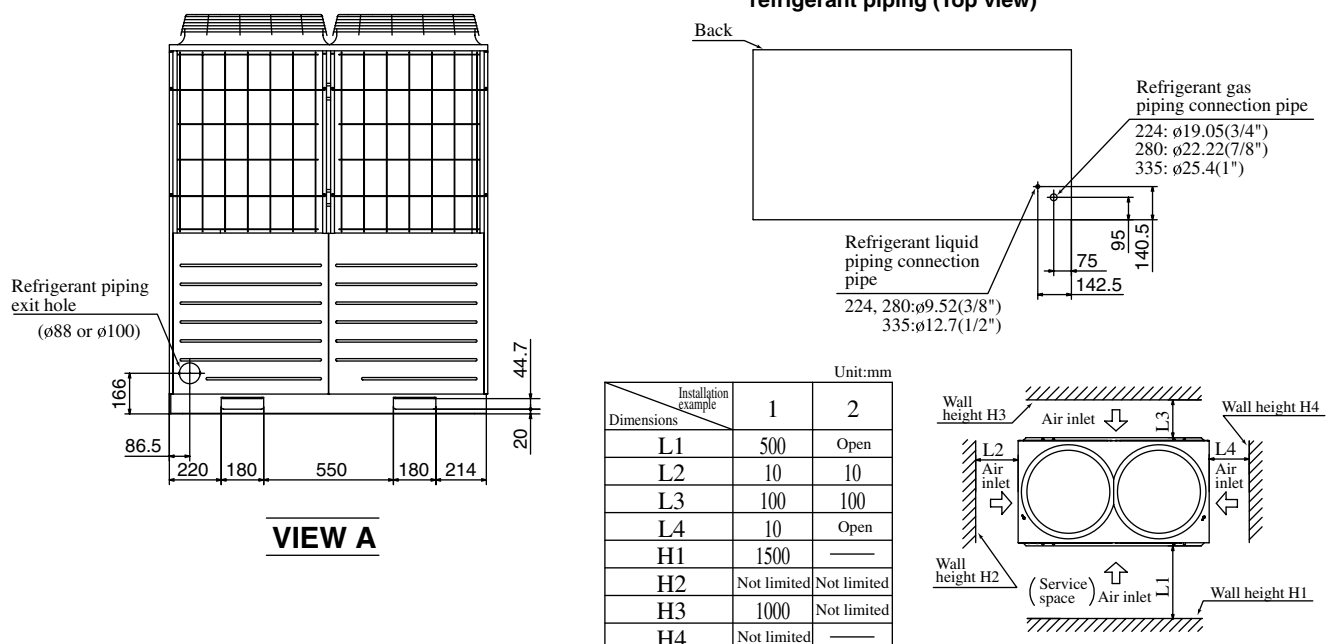 refrigerant piping (Top view)
Back
Refrigerant gas
piping connection pipe
224: ø19.05(3/4")
280: ø22.22(7/8")
335: ø25.4(1")
95
140.5
75
142.5
Refrigerant liquid
piping connection
pipe
224, 280:ø9.52(3/8")
335:ø12.7(1/2")
Refrigerant piping
exit hole
(ø88 or ø100)
166
86.5
220 180 550 180 214
44.7
20
VIEW A
Unit:mm
Installation
example
Dimensions
1 2
L1 500 Open
L2 10 10
L3 100 100
L4 10 Open
H1 1500 —
H2 Not limited Not limited
H3 1000 Not limited
H4 Not limited —
Wall
height H3
Air inlet
L3
Wall height H4
L2
Air
inlet
L4
Air
inlet
Wall
height H2
(Service
space)
Air inlet
L1
Wall height H1